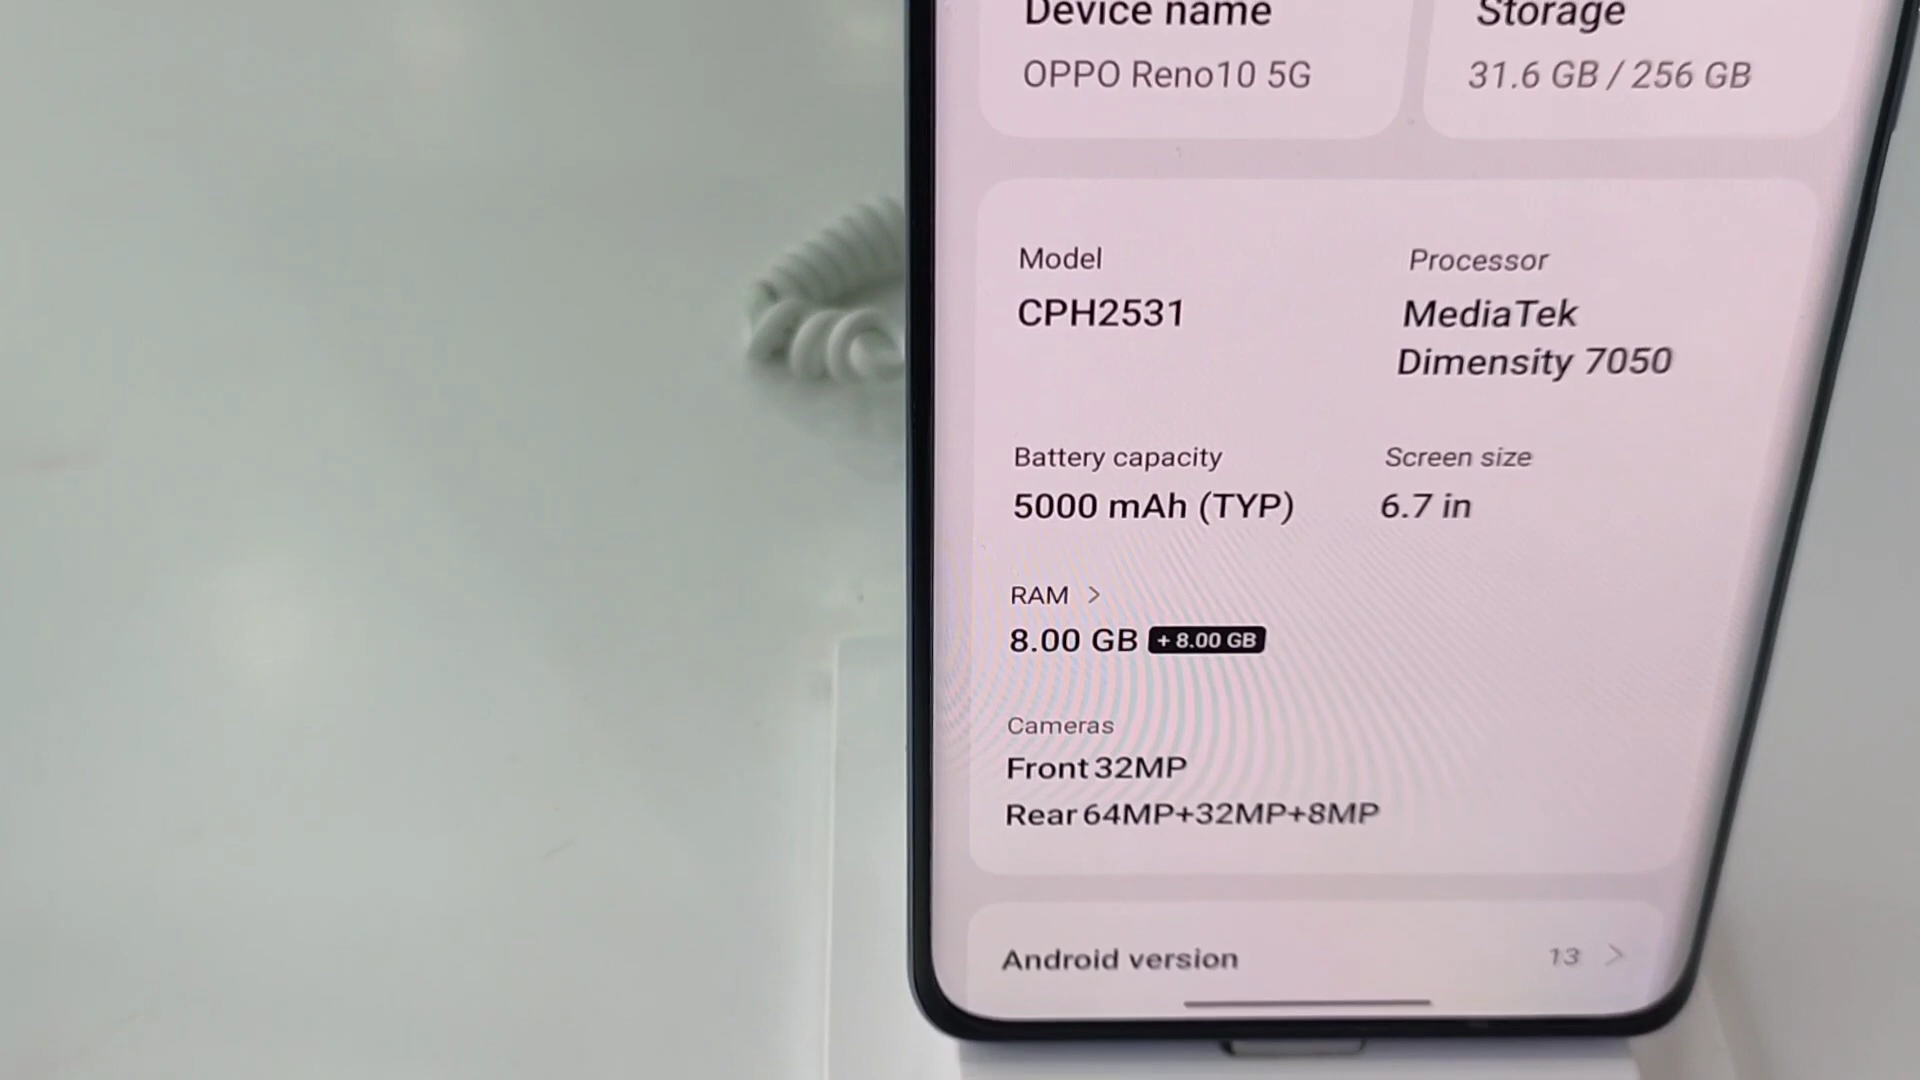 Device name
OPPO Reno10 5G
Storage
31.6 GB / 256 GB
Model
CPH2531
Processor
MediaTek
Dimensity 7050
Battery capacity
5000 mAh (TYP)
Screen size
6.7 in
RAM >
8.00 GB + 8.00 GB
Cameras
Front 32MP
Rear 64MP+32MP+8MP
Android version 13 >